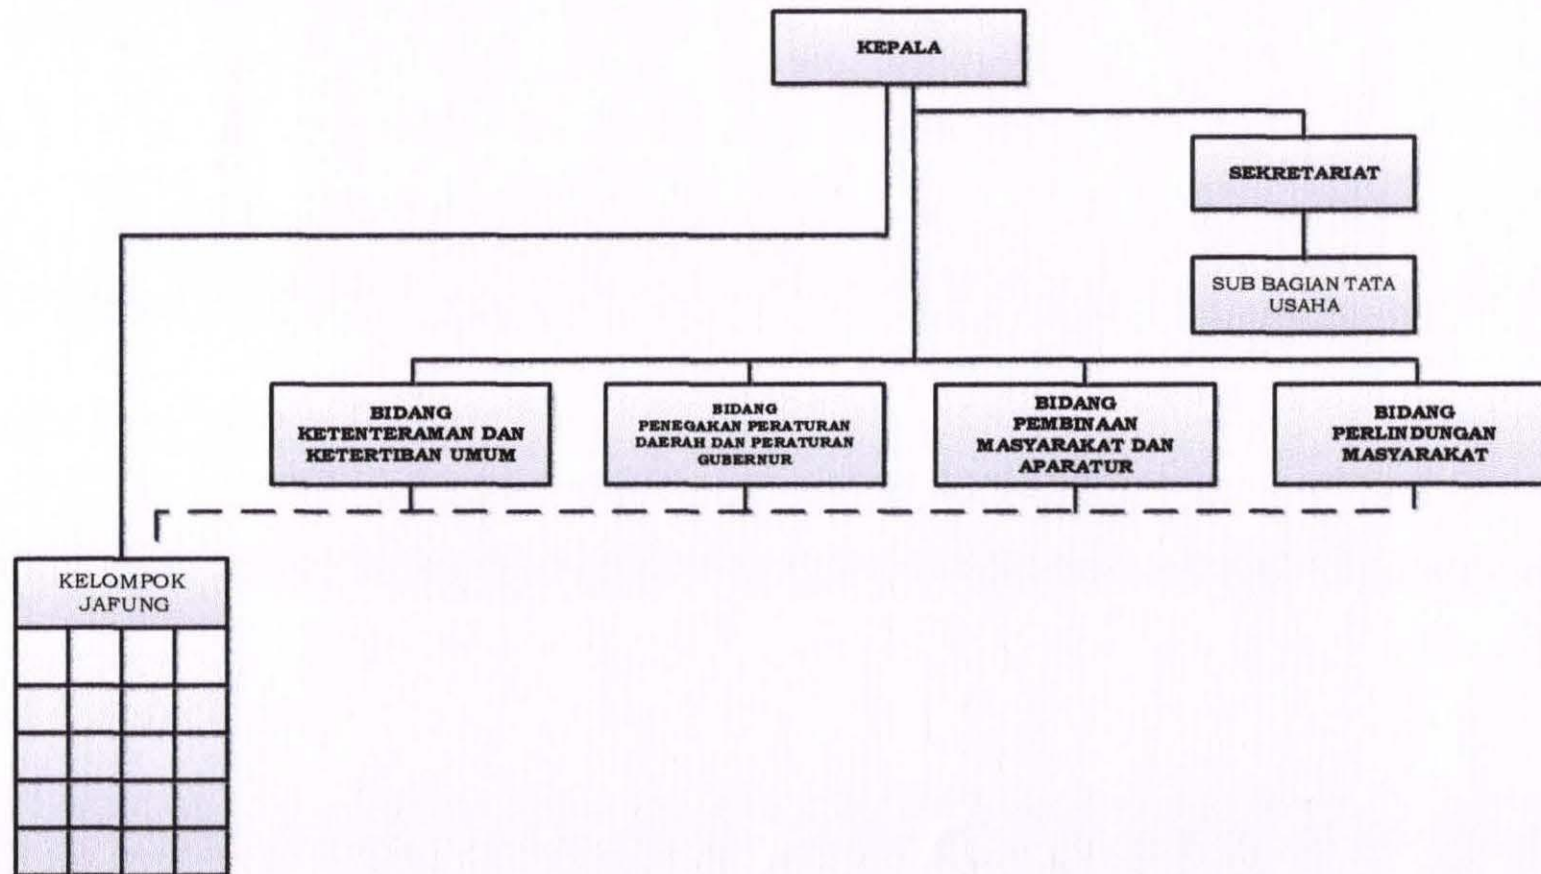 KEPALA
SEKRETARIAT
SUB BAGIAN TATA
USAHA
BIDANG
KETENTERAMAN DAN
KETERTIBAN UMUM
BIDANG
PENEGAKAN PERATURAN
DAERAH DAN PERATURAN
GUBERNUR
BIDANG
PEMBINAAN
MASYARAKAT DAN
APARATUR
BIDANG
PERLINDUNGAN
MASYARAKAT
KELOMPOK
JAFUNG